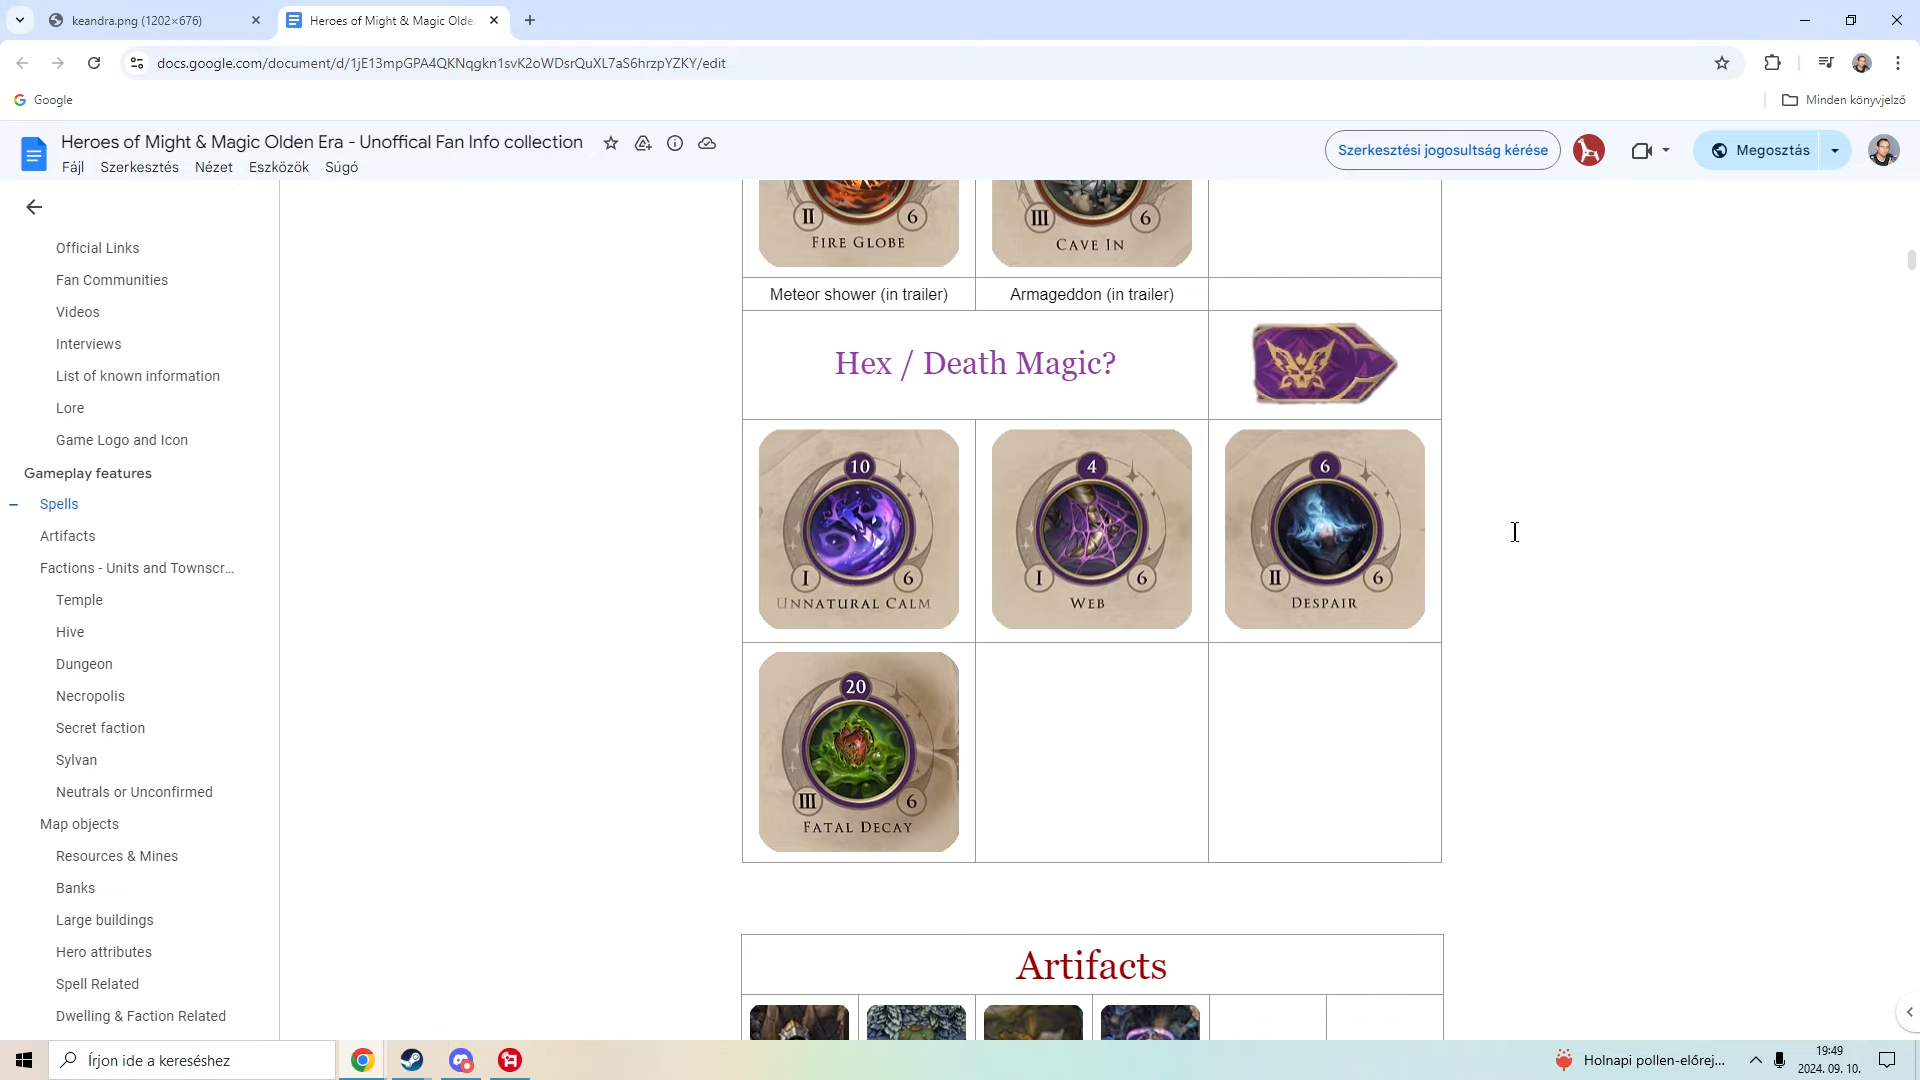 keandra.png (1202×676)
Heroes of Might & Magic Olde
docs.google.com/document/d/1jE13mpGPA4QKNqgkn1svK2oWDsrQuXL7aS6hrzpYZKY/edit
Google
Minden könyvjelző
Heroes of Might & Magic Olden Era - Unoffical Fan Info collection
Szerkesztési jogosultság kérése
Megosztás
Fájl Szerkesztés Nézet Eszközök Súgó
Official Links
Fan Communities
Videos
Interviews
List of known information
Lore
Game Logo and Icon
Gameplay features
Spells
Artifacts
Factions - Units and Townscr...
Temple
Hive
Dungeon
Necropolis
Secret faction
Sylvan
Neutrals or Unconfirmed
Map objects
Resources & Mines
Banks
Large buildings
Hero attributes
Spell Related
Dwelling & Faction Related
II 6
FIRE GLOBE
III 6
CAVE IN
Meteor shower (in trailer)
Armageddon (in trailer)
Hex / Death Magic?
10
I 6
UNNATURAL CALM
4
I 6
WEB
6
II 6
DESPAIR
20
III 6
FATAL DECAY
Artifacts
Írjon ide a kereséshez
Holnapi pollen-előrej...
19:49
2024. 09. 10.